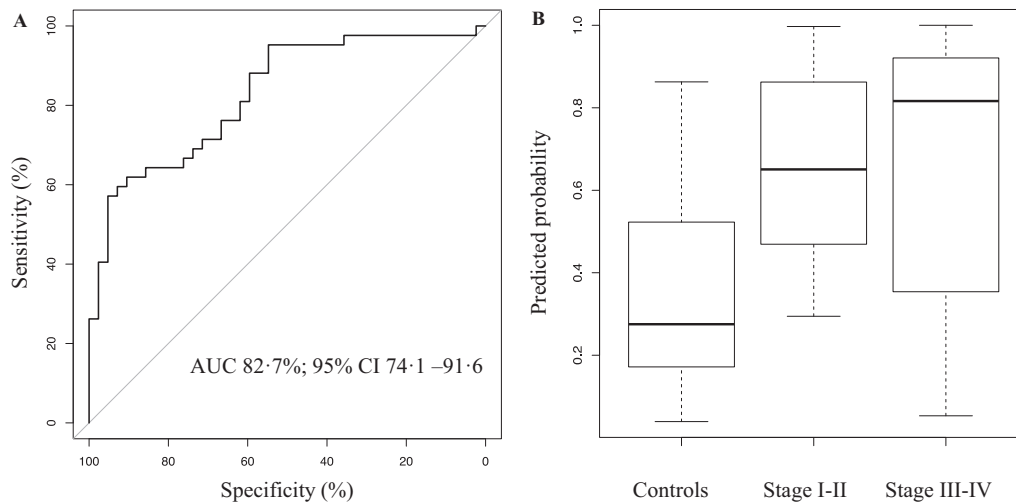 A
100
80
60
40
20
0
Sensitivity (%)
AUC 82·7%; 95% CI 74·1 –91·6
100 80 60 40 20 0
Specificity (%)
B
1.0
0.8
0.6
0.4
0.2
Predicted probability
Controls Stage I-II Stage III-IV